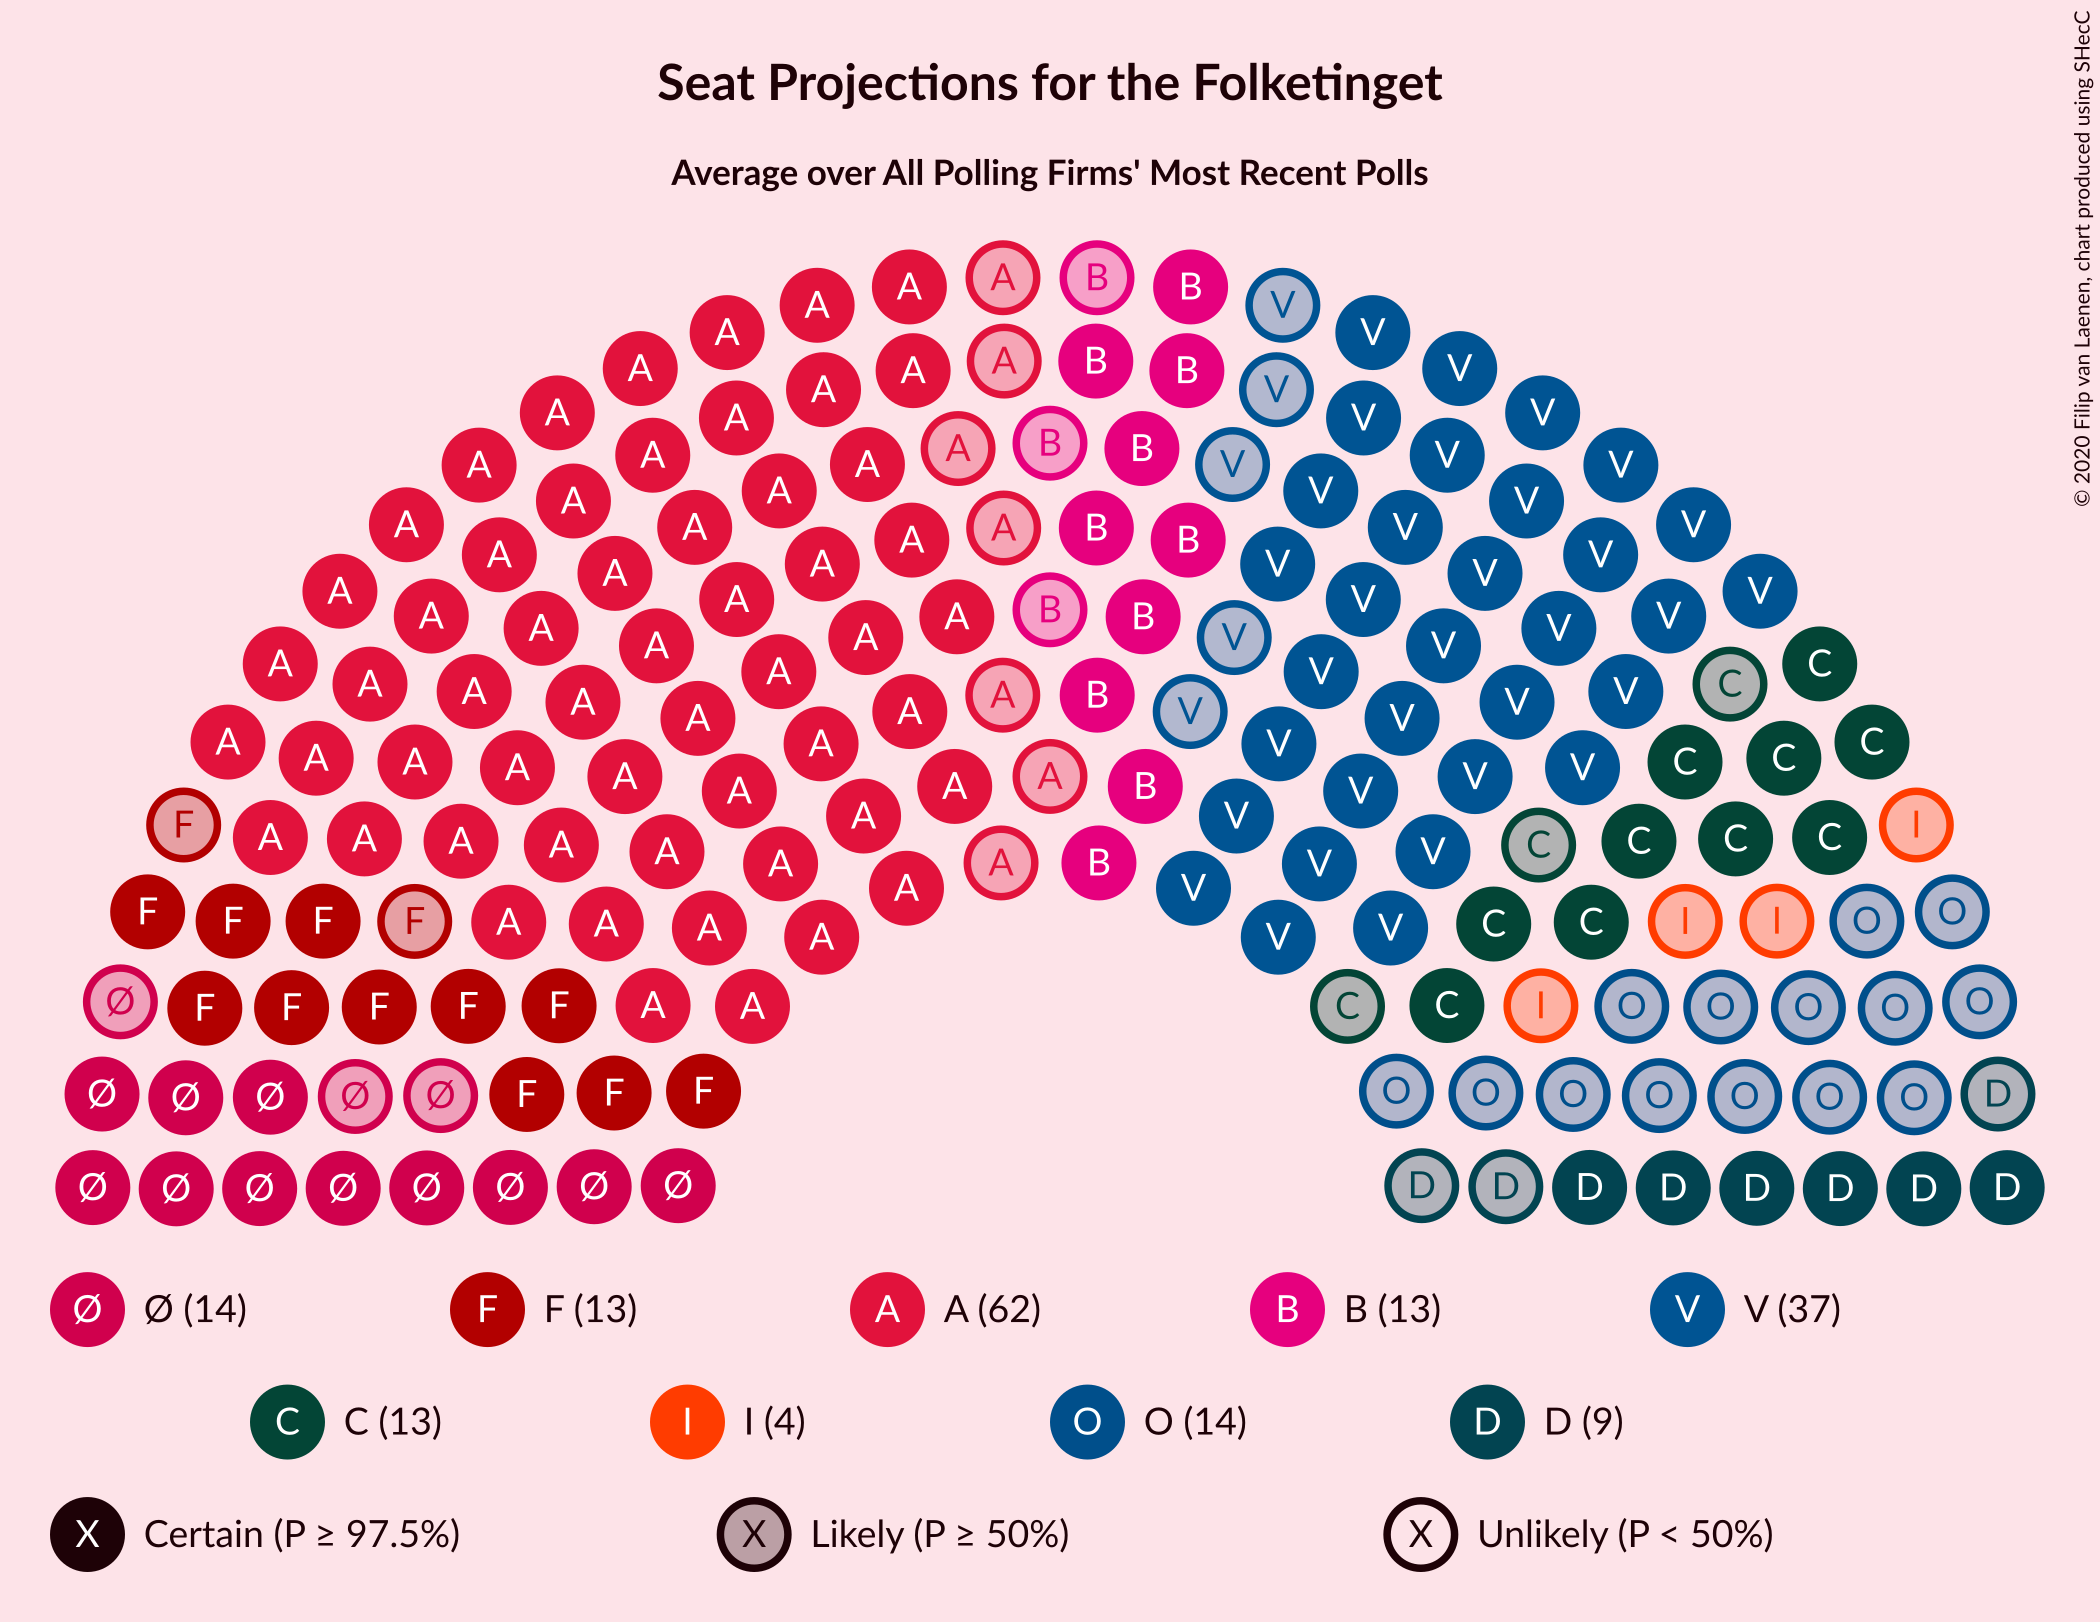 Seat Projections for the Folketinget
Average over All Polling Firms' Most Recent Polls
© 2020 Filip van Laenen, chart produced using SHecC
A A A A B B V V V
A A A A B B V V V
A A A B B V V V V
A A A A A B B V V V V
A A A A A B B V V V V V
A A A A A B V V V V V
A A A A A A B V V V V C C
A A A A A A B V V V V C C C
F A A A A A A A A B V V V C C C C I
F F F F A A A A V V C C I I O O
Ø F F F F F A A C C I O O O O O
Ø Ø Ø Ø Ø F F F O O O O O O O D
Ø Ø Ø Ø Ø Ø Ø Ø D D D D D D D D
Ø Ø (14) F F (13) A A (62) B B (13) V V (37)
C C (13) I I (4) O O (14) D D (9)
X Certain (P ≥ 97.5%) X Likely (P ≥ 50%) X Unlikely (P < 50%)